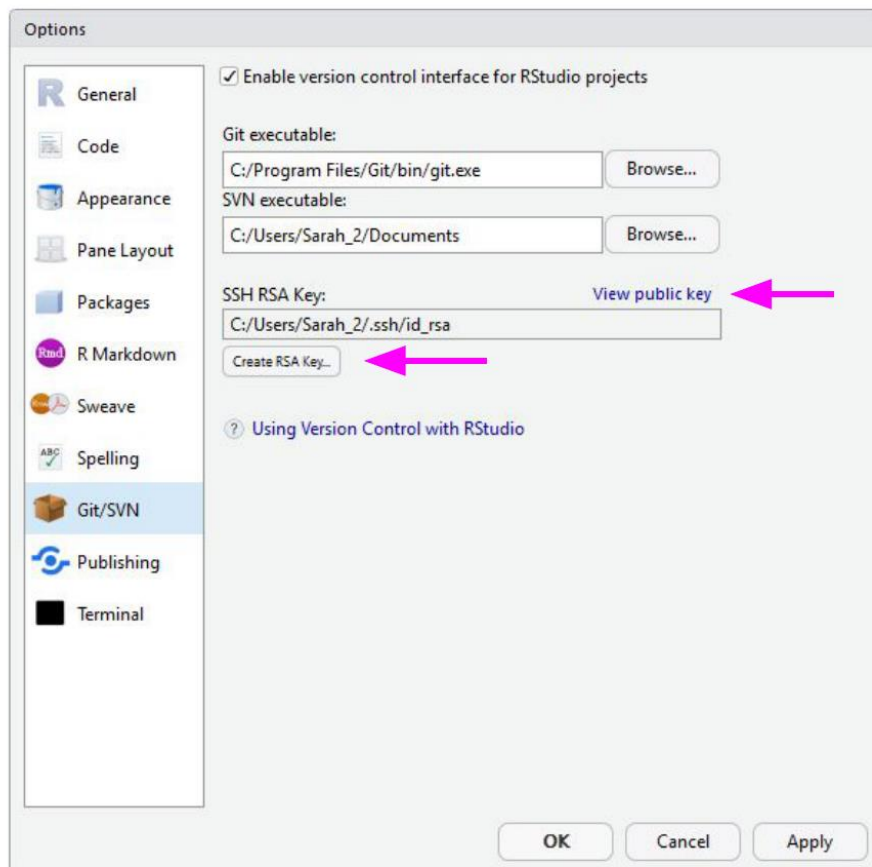 Options
General
Code
Appearance
Pane Layout
Packages
Rmd R Markdown
Sweave
ABC Spelling
Git/SVN
Publishing
Terminal
Enable version control interface for RStudio projects
Git executable:
C:/Program Files/Git/bin/git.exe Browse...
SVN executable:
C:/Users/Sarah_2/Documents Browse...
SSH RSA Key: View public key
C:/Users/Sarah_2/.ssh/id_rsa
Create RSA Key...
? Using Version Control with RStudio
OK Cancel Apply